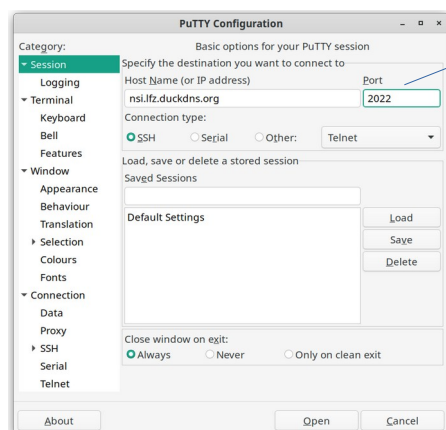 PuTTY Configuration
Category:
Basic options for your PuTTY session
Session
Logging
Terminal
Keyboard
Bell
Features
Window
Appearance
Behaviour
Translation
Selection
Colours
Fonts
Connection
Data
Proxy
SSH
Serial
Telnet
Specify the destination you want to connect to
Host Name (or IP address)
Port
nsi.lfz.duckdns.org
2022
Connection type:
SSH
Serial
Other:
Telnet
Load, save or delete a stored session
Saved Sessions
Default Settings
Load
Save
Delete
Close window on exit:
Always
Never
Only on clean exit
About
Open
Cancel